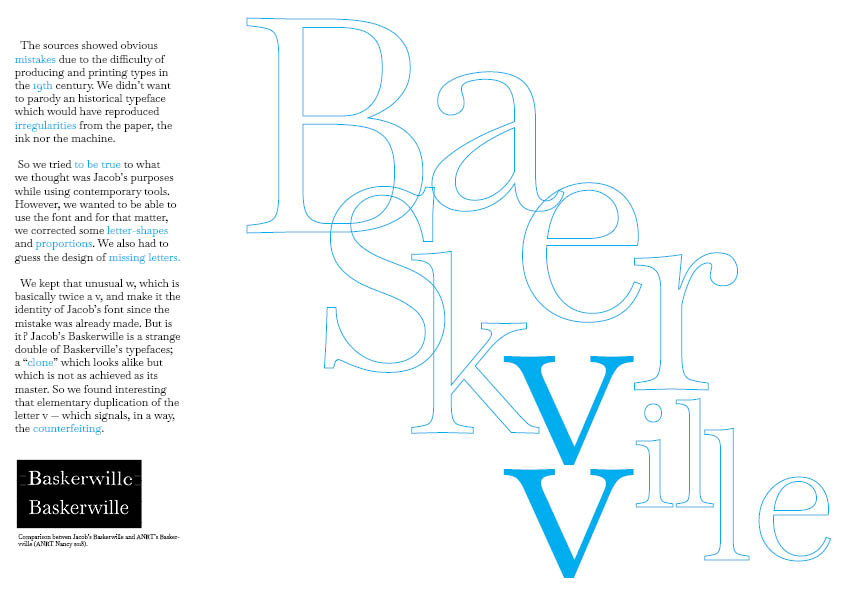 The sources showed obvious
mistakes due to the difficulty of
producing and printing types in
the 19th century. We didn't want
to parody an historical typeface
which would have reproduced
irregularities from the paper, the
ink nor the machine.
So we tried to be true to what
we thought was Jacob's purposes
while using contemporary tools.
However, we wanted to be able to
use the font and for that matter,
we corrected some letter-shapes
and proportions. We also had to
guess the design of missing letters.
We kept that unusual w, which is
basically twice a v, and make it the
identity of Jacob's font since the
mistake was already made. But is
it? Jacob's Baskerville is a strange
double of Baskerville's typefaces;
a “clone” which looks alike but
which is not as achieved as its
master. So we found interesting
that elementary duplication of the
letter v – which signals, in a way,
the counterfeiting.
Baskerwille
Baskerwille
Comparison betwen Jacob's Baskerville and ANRT's Basker-
vville (ANRT Nancy 2018).
Baskervville